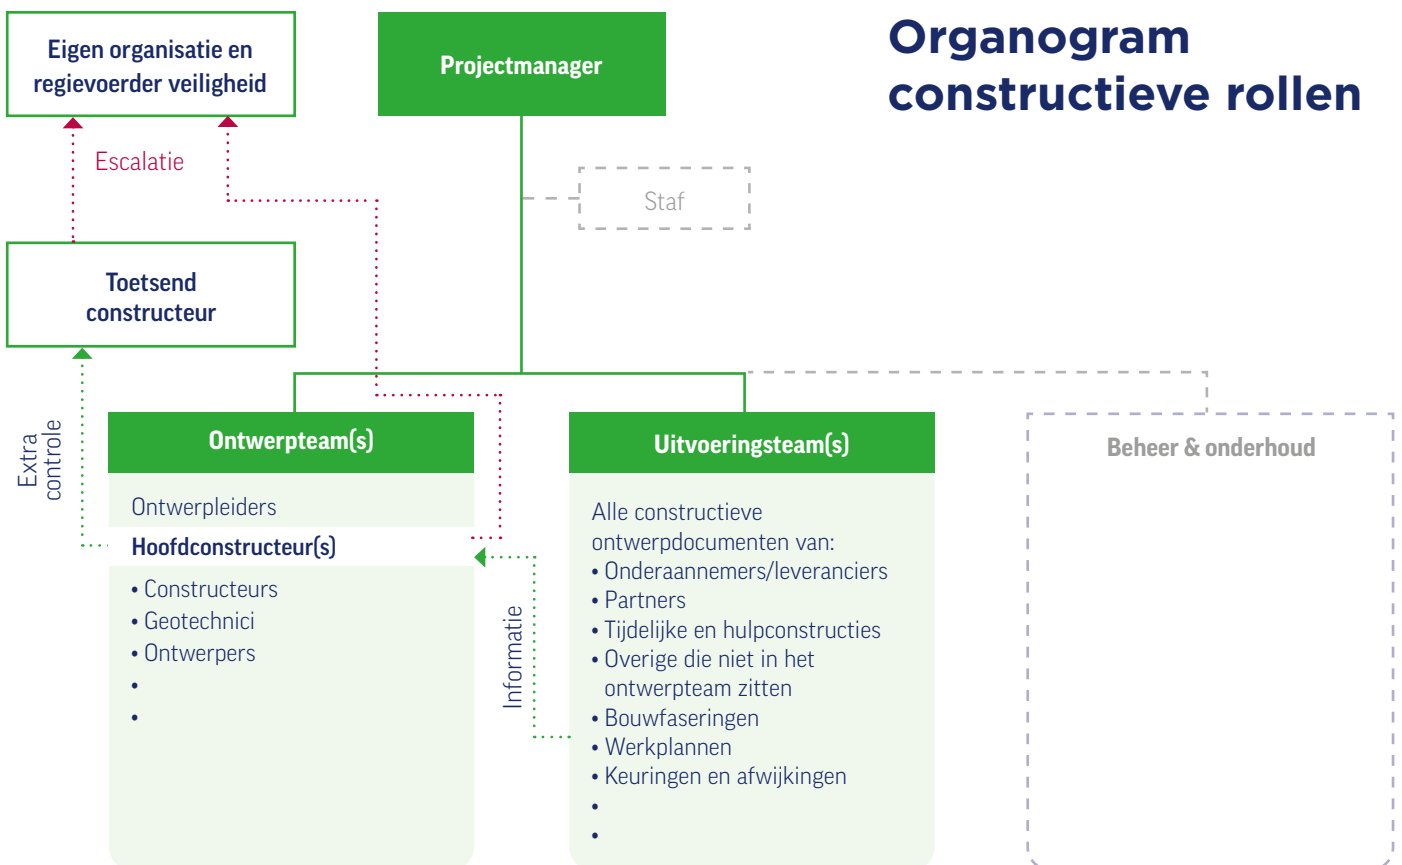 Organogram
constructieve rollen
Eigen organisatie en
regievoerder veiligheid
Projectmanager
Escalatie
Staf
Toetsend
constructeur
Extra
controle
Ontwerpteam(s)
Ontwerpleiders
Hoofdconstructeur(s)
• Constructeurs
• Geotechnici
• Ontwerpers
•
•
Informatie
Uitvoeringsteam(s)
Alle constructieve
ontwerpdocumenten van:
• Onderaannemers/leveranciers
• Partners
• Tijdelijke en hulpconstructies
• Overige die niet in het
ontwerpteam zitten
• Bouwfaseringen
• Werkplannen
• Keuringen en afwijkingen
•
•
Beheer & onderhoud